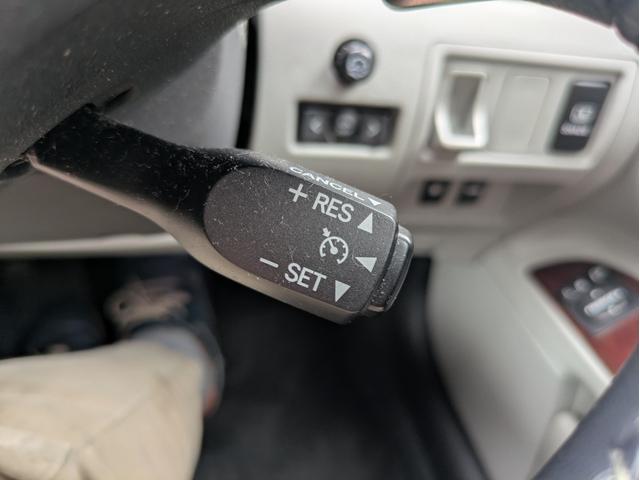 CANCEL▼
+ RES ▲
− SET ▼